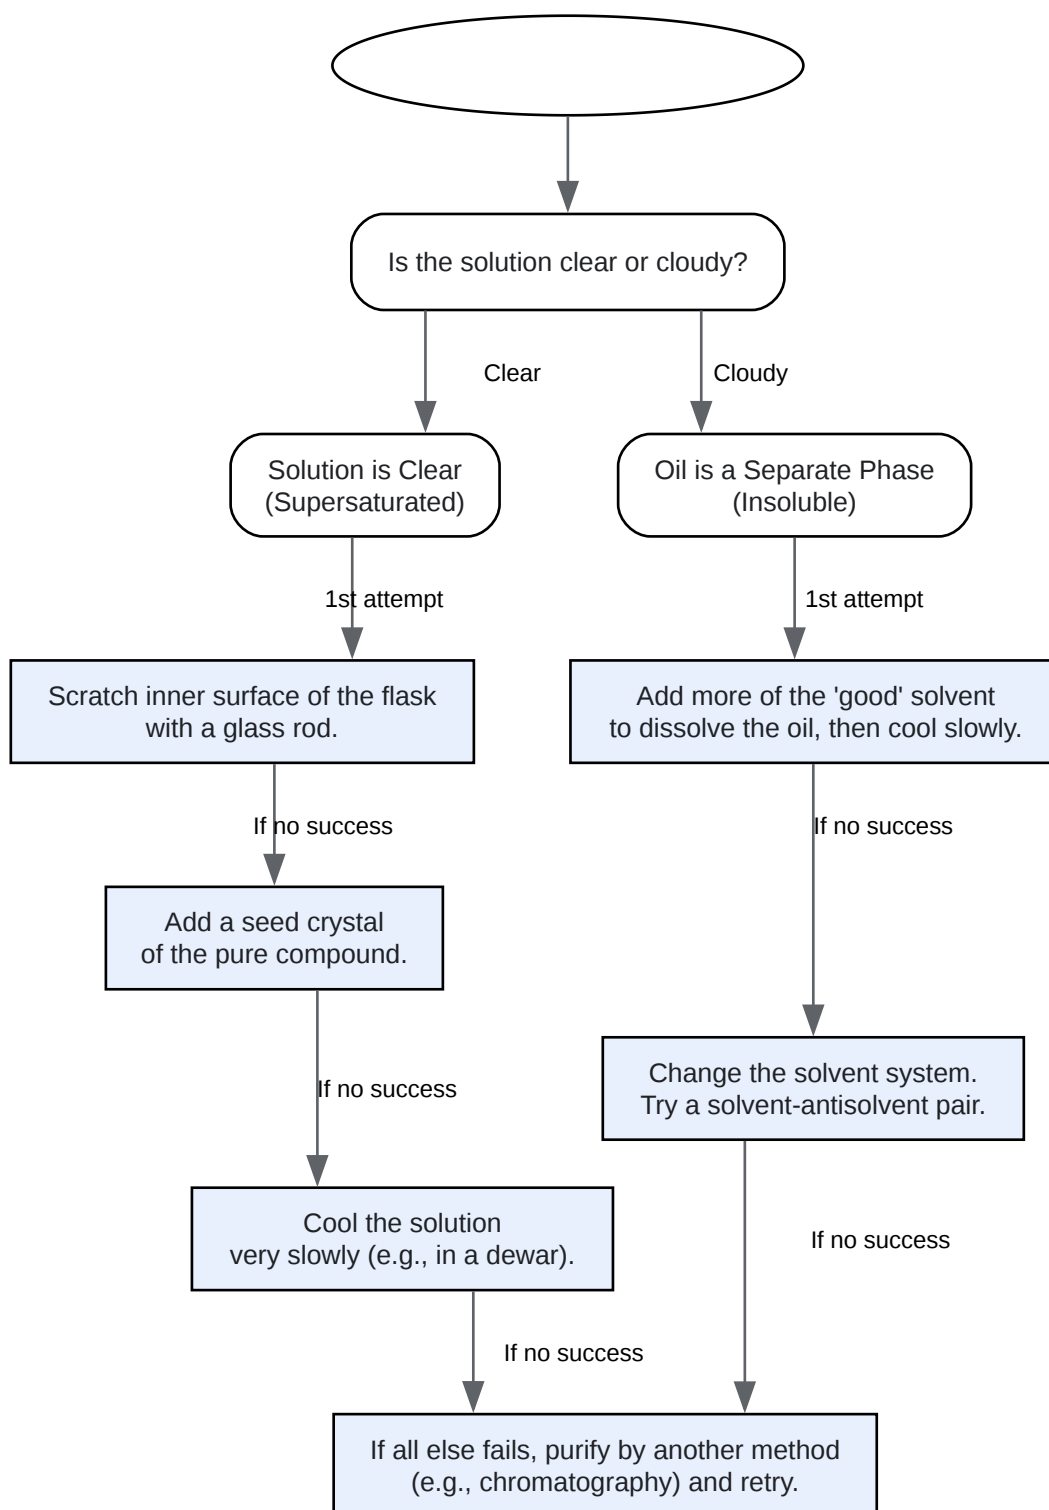 Is the solution clear or cloudy?
Clear
Cloudy
Solution is Clear
(Supersaturated)
Oil is a Separate Phase
(Insoluble)
1st attempt
1st attempt
Scratch inner surface of the flask
with a glass rod.
Add more of the 'good' solvent
to dissolve the oil, then cool slowly.
If no success
If no success
Add a seed crystal
of the pure compound.
If no success
Change the solvent system.
Try a solvent-antisolvent pair.
Cool the solution
very slowly (e.g., in a dewar).
If no success
If no success
If all else fails, purify by another method
(e.g., chromatography) and retry.